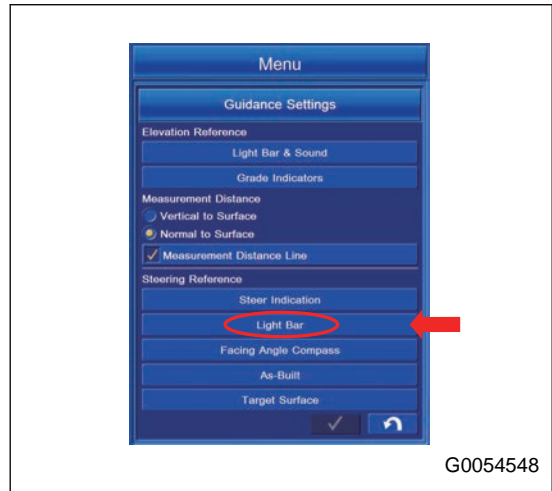 Menu
Guidance Settings
Elevation Reference
Light Bar & Sound
Grade Indicators
Measurement Distance
Vertical to Surface
Normal to Surface
Measurement Distance Line
Steering Reference
Steer Indication
Light Bar
Facing Angle Compass
As-Built
Target Surface
G0054548